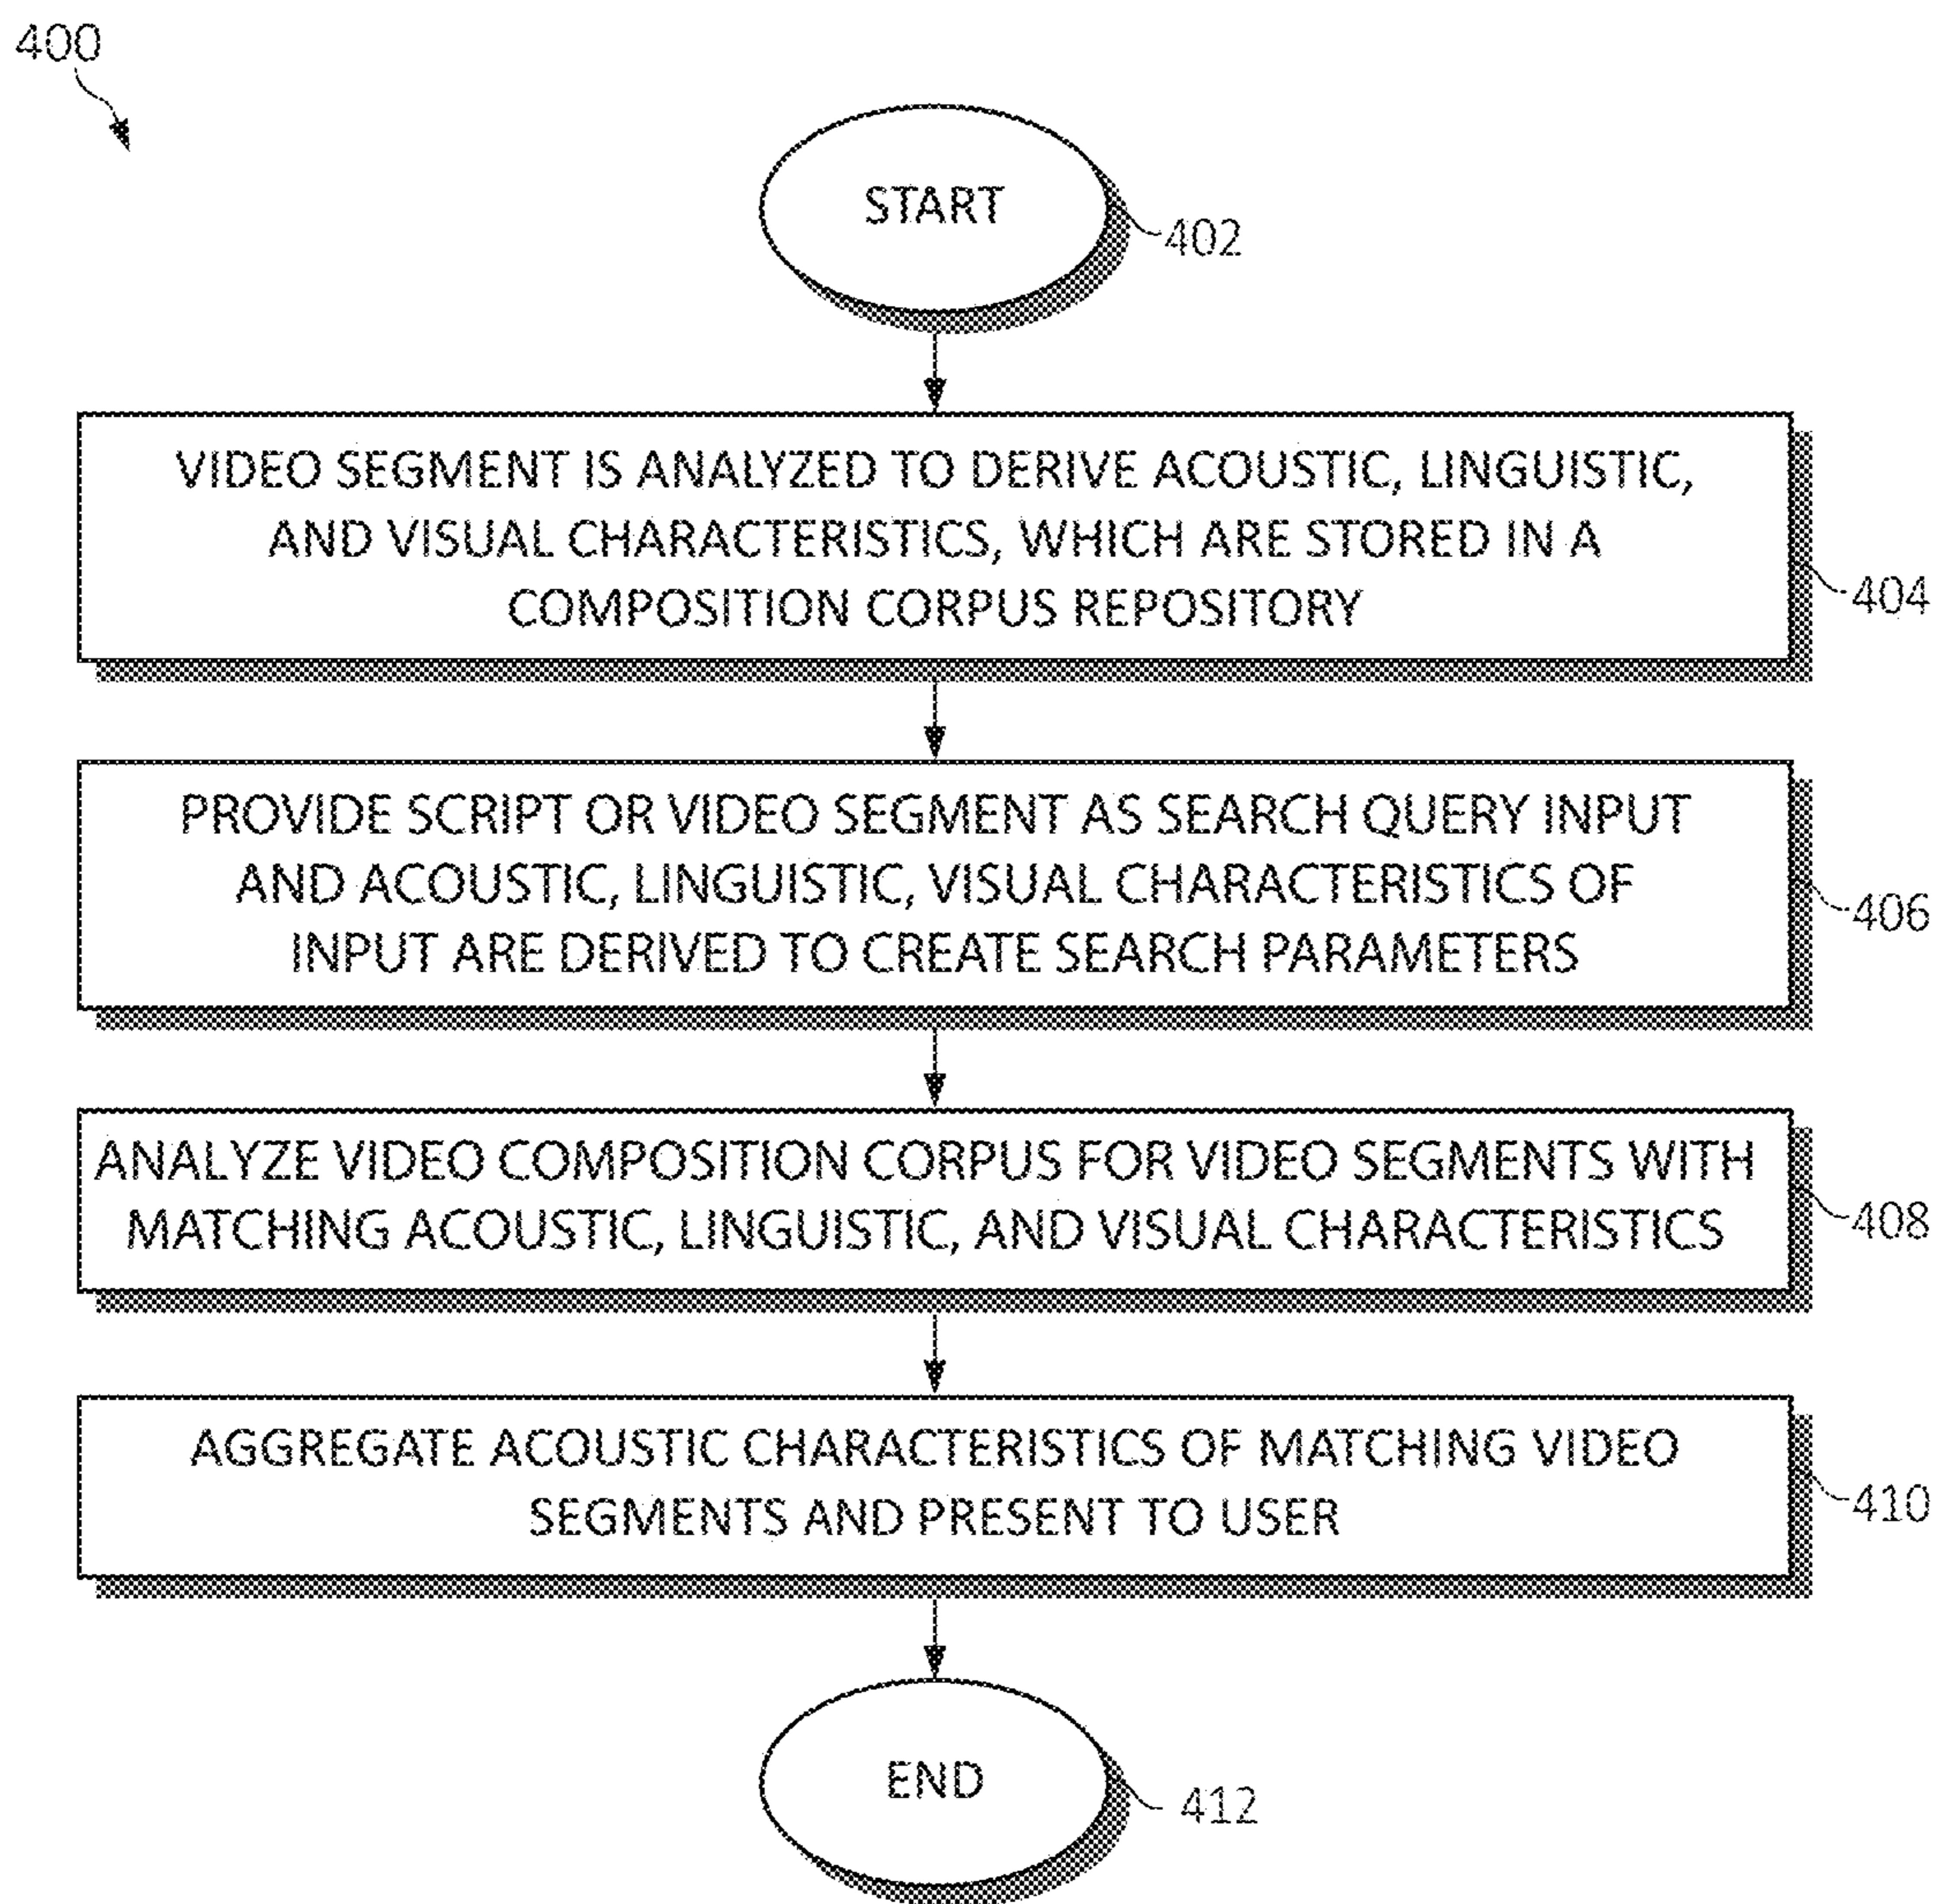 400
START
402
VIDEO SEGMENT IS ANALYZED TO DERIVE ACOUSTIC, LINGUISTIC,
AND VISUAL CHARACTERISTICS, WHICH ARE STORED IN A
COMPOSITION CORPUS REPOSITORY
404
PROVIDE SCRIPT OR VIDEO SEGMENT AS SEARCH QUERY INPUT
AND ACOUSTIC, LINGUISTIC, VISUAL CHARACTERISTICS OF
INPUT ARE DERIVED TO CREATE SEARCH PARAMETERS
406
ANALYZE VIDEO COMPOSITION CORPUS FOR VIDEO SEGMENTS WITH
MATCHING ACOUSTIC, LINGUISTIC, AND VISUAL CHARACTERISTICS
408
AGGREGATE ACOUSTIC CHARACTERISTICS OF MATCHING VIDEO
SEGMENTS AND PRESENT TO USER
410
END
412